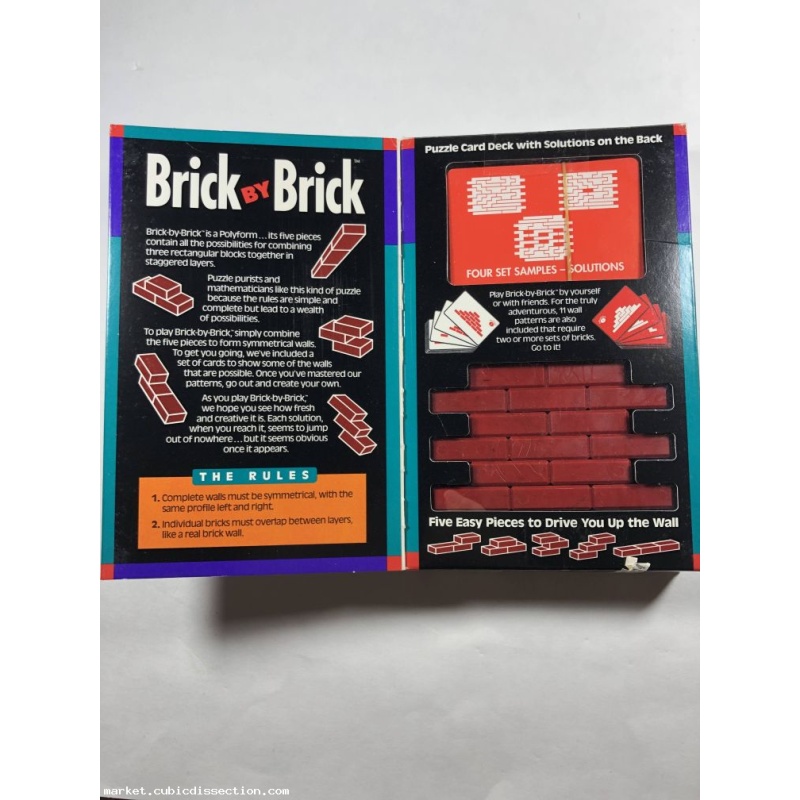 Brick BY Brick™
Brick-by-Brick™ is a Polyform...its five pieces
contain all the possibilities for combining
three rectangular blocks together in
staggered layers.
Puzzle purists and
mathematicians like this kind of puzzle
because the rules are simple and
complete but lead to a wealth
of possibilities.
To play Brick-by-Brick,™ simply combine
the five pieces to form symmetrical walls.
To get you going, we've included a
set of cards to show some of the walls
that are possible. Once you've mastered our
patterns, go out and create your own.
As you play Brick-by-Brick,™
we hope you see how fresh
and creative it is. Each solution,
when you reach it, seems to jump
out of nowhere...but it seems obvious
once it appears.
THE RULES
1. Complete walls must be symmetrical, with the
same profile left and right.
2. Individual bricks must overlap between layers,
like a real brick wall.
Puzzle Card Deck with Solutions on the Back
FOUR SET SAMPLES – SOLUTIONS
Play Brick-by-Brick™ by yourself
or with friends. For the truly
adventurous, 11 wall
patterns are also
included that require
two or more sets of bricks.
Go to it!
Five Easy Pieces to Drive You Up the Wall
market.cubicdissection.com